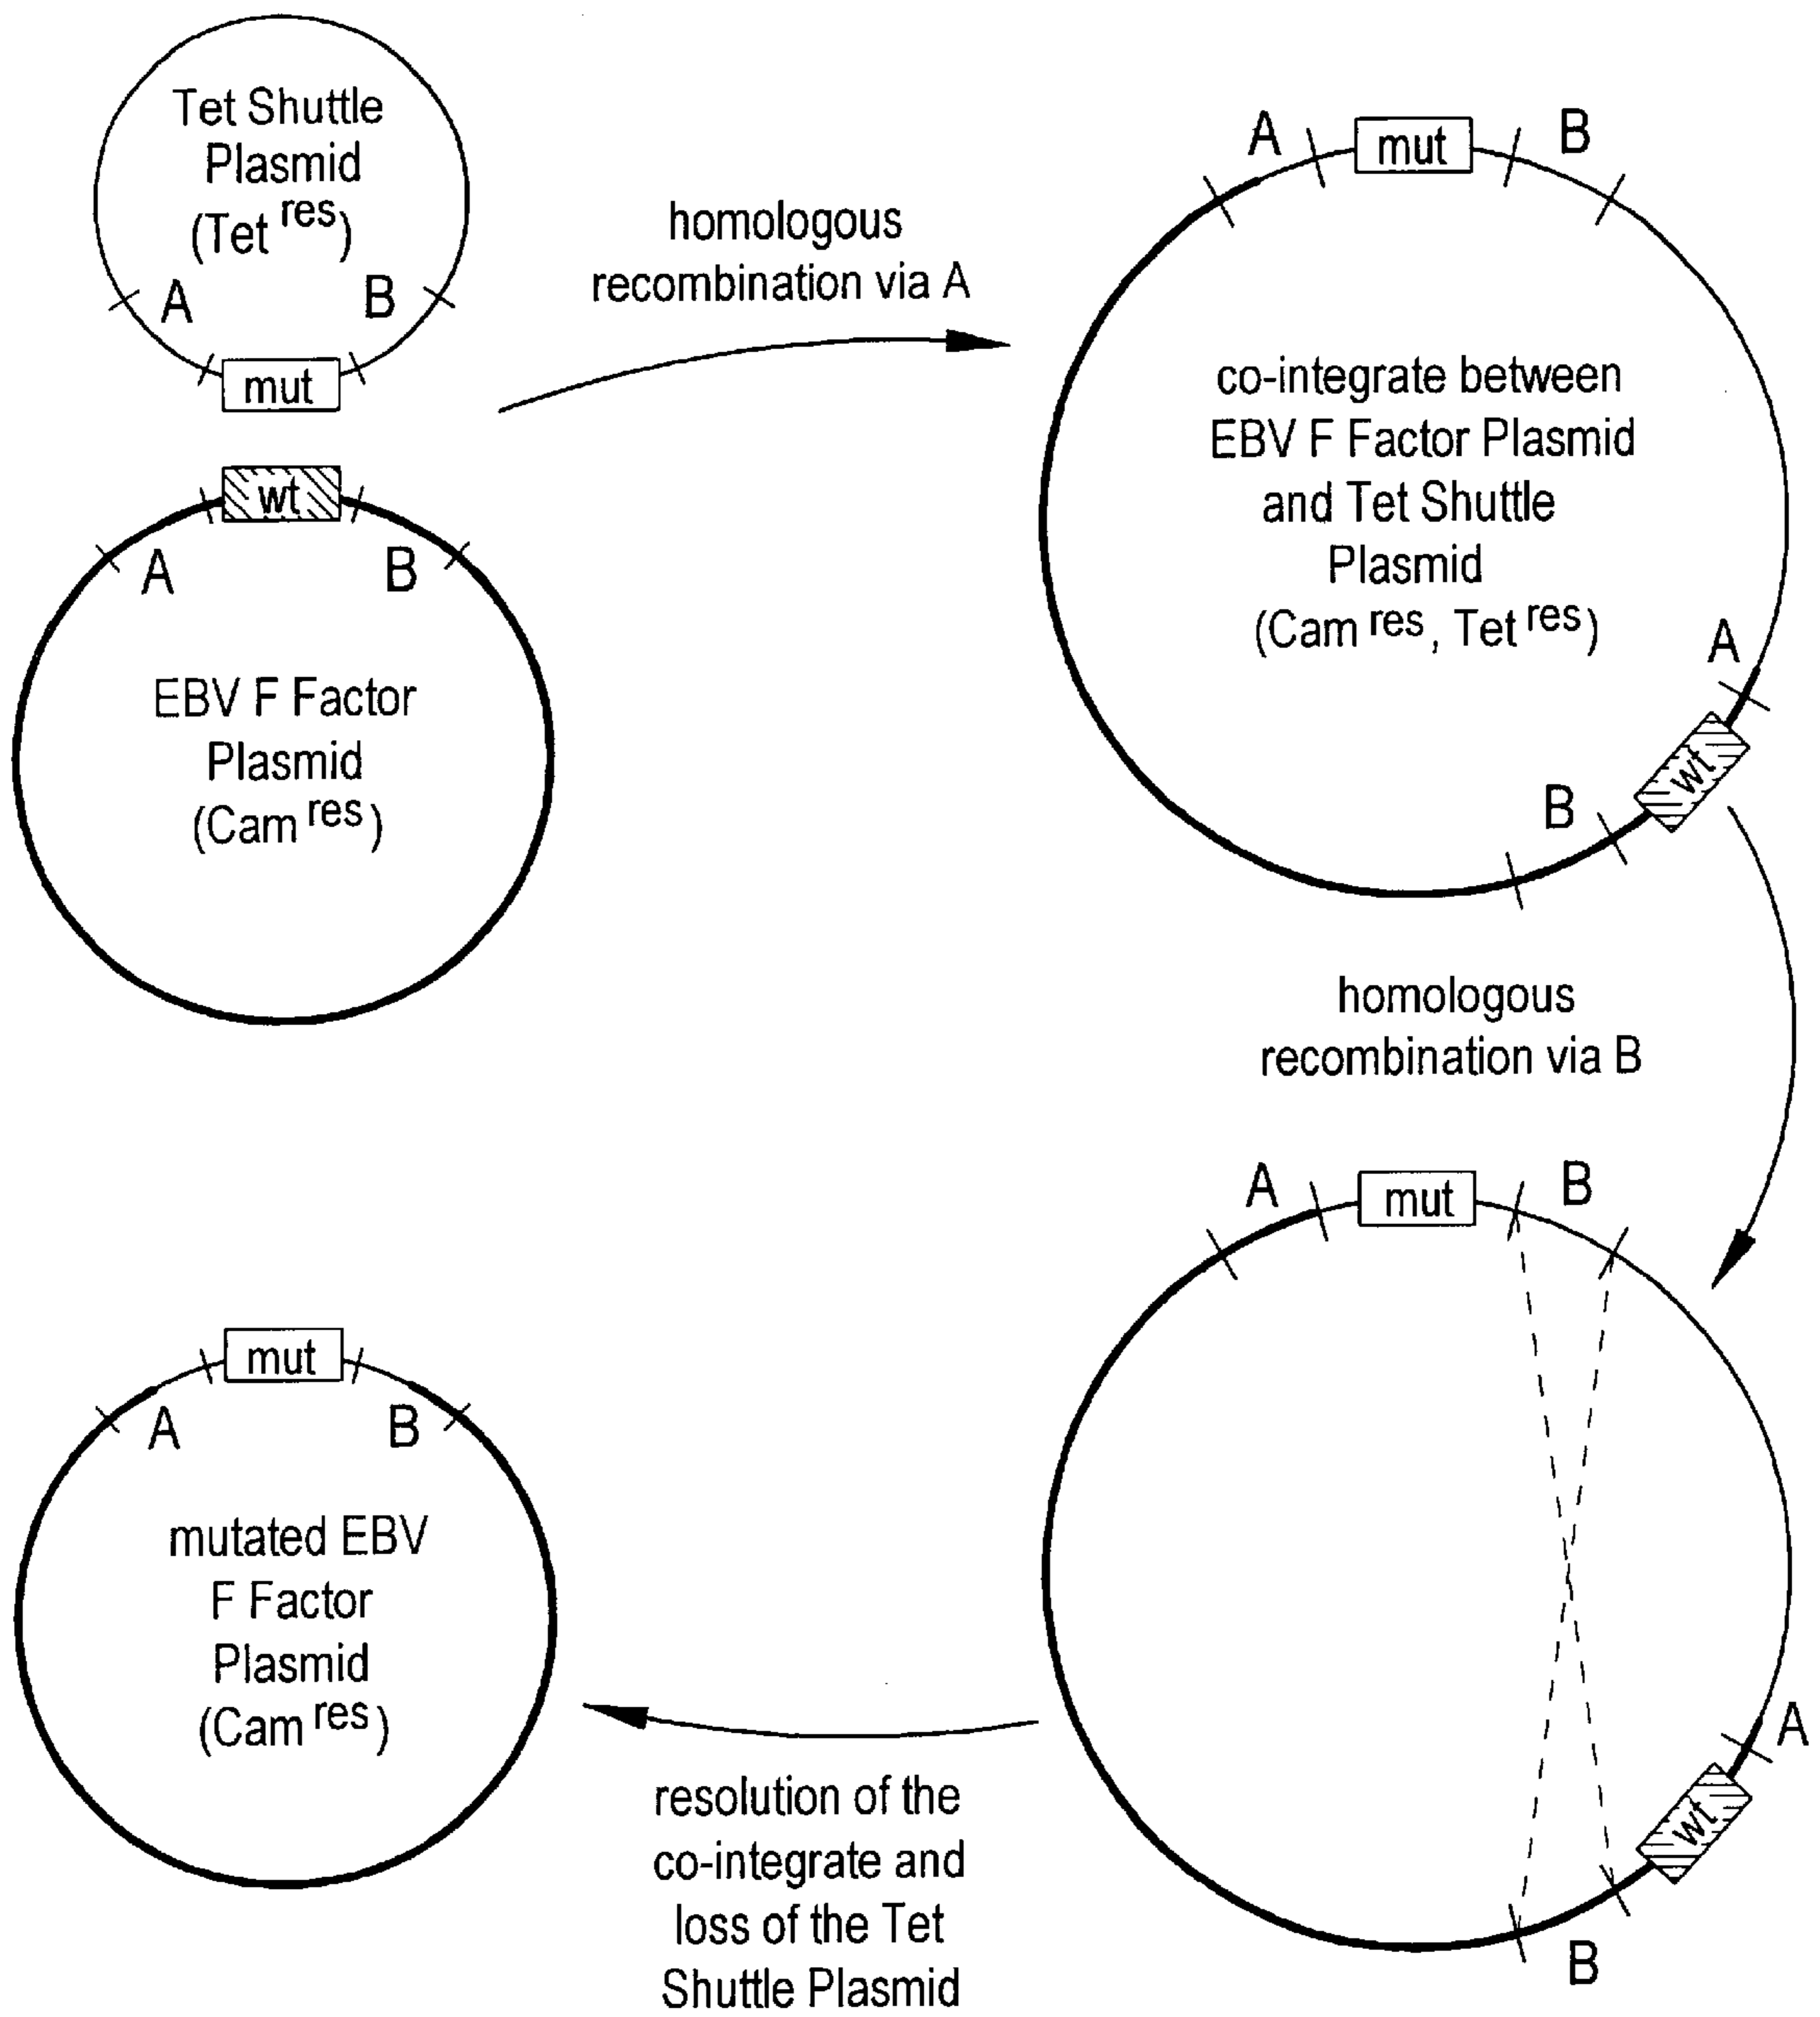 Tet Shuttle
Plasmid
(Tet res)
A
B
mut
homologous
recombination via A
wt
A
B
EBV F Factor
Plasmid
(Cam res)
A
mut
B
co-integrate between
EBV F Factor Plasmid
and Tet Shuttle
Plasmid
(Cam res, Tet res)
A
wt
B
homologous
recombination via B
A
mut
B
A
wt
B
resolution of the
co-integrate and
loss of the Tet
Shuttle Plasmid
mut
A
B
mutated EBV
F Factor
Plasmid
(Cam res)